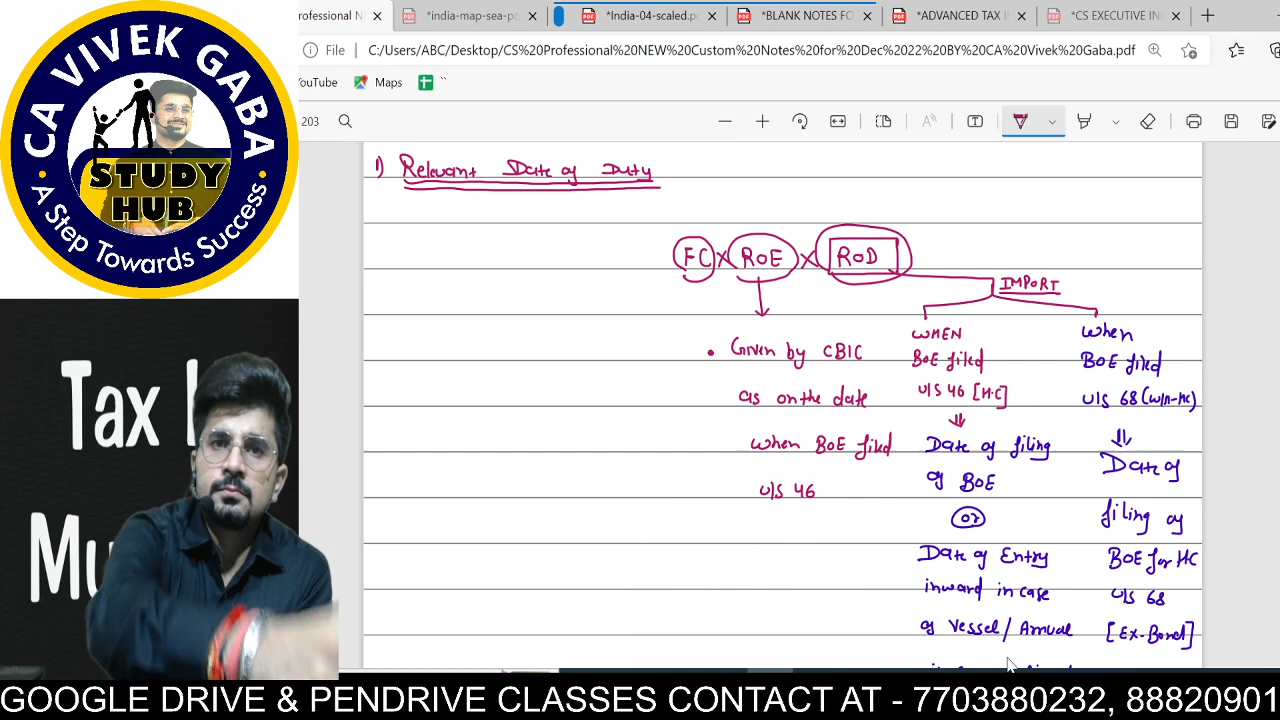 CA VIVEK GABA
STUDY
HUB
A Step Towards Success
Tax
Mu
rofessional N
*india-map-sea-po
*India-04-scaled.p
*BLANK NOTES FO
*ADVANCED TAX L
*CS EXECUTIVE IN
File
C:/Users/ABC/Desktop/CS%20Professional%20NEW%20Custom%20Notes%20for%20Dec%2022%20BY%20CA%20Vivek%20Gaba.pdf
ouTube
Maps
``
203
1) Relevant Date of Duty
FC x RoE x RoD
IMPORT
• Given by CBIC
as on the date
when BoE filed
u/s 46
WHEN
BoE filed
u/s 46 [H.C]
⇓
Date of filing
of BoE
or
Date of Entry
inward in case
of Vessel/ Arrival
When
BoE filed
u/s 68 (W/H-HC)
⇓
Date of
filing of
BoE for HC
u/s 68
[Ex-Bond]
GOOGLE DRIVE & PENDRIVE CLASSES CONTACT AT - 7703880232, 88820901